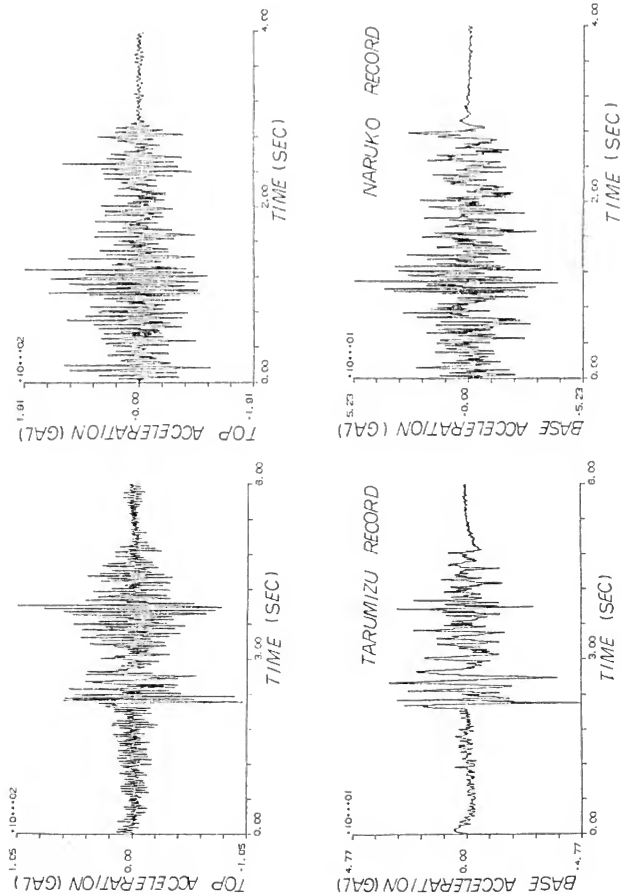 *10***02
1.91
-0.00
-1.91
TOP ACCELERATION (GAL)
0.00 2.00 4.00
TIME (SEC)
*10***01
5.23
-0.00
-5.23
BASE ACCELERATION (GAL)
NARUKO RECORD
0.00 2.00 4.00
TIME (SEC)
*10***02
1.05
0.00
-1.05
TOP ACCELERATION (GAL)
0.00 3.00 6.00
TIME (SEC)
*10***01
4.77
0.00
-4.77
BASE ACCELERATION (GAL)
TARUMIZU RECORD
0.00 3.00 6.00
TIME (SEC)